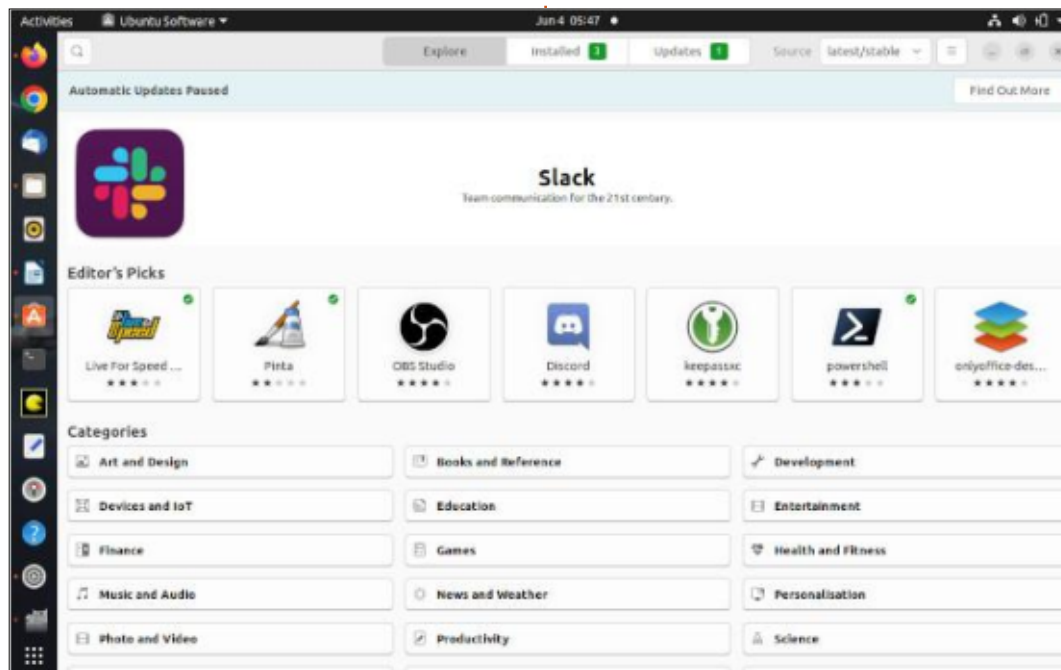 Activities Ubuntu Software Jun 4 05:47
Explore Installed 3 Updates 1 Source latest/stable
Automatic Updates Paused Find Out More
Slack
Team communication for the 21st century.
Editor's Picks
Live For Speed ... Pinta OBS Studio Discord keepassxc powershell onlyoffice-des...
Categories
Art and Design Books and Reference Development
Devices and IoT Education Entertainment
Finance Games Health and Fitness
Music and Audio News and Weather Personalisation
Photo and Video Productivity Science